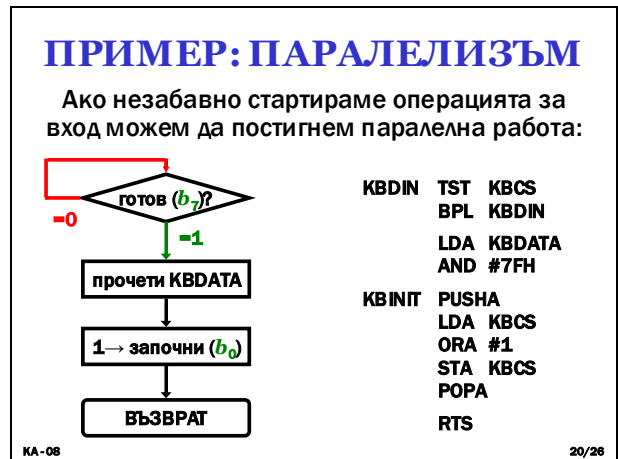 ПРИМЕР: ПАРАЛЕЛИЗЪМ
Ако незабавно стартираме операцията за
вход можем да постигнем паралелна работа:
готов (b7)?
=0
=1
прочети KBDATA
1→ започни (b0)
ВЪЗВРАТ
KBDIN TST KBCS
BPL KBDIN
LDA KBDATA
AND #7FH
KBINIT PUSHA
LDA KBCS
ORA #1
STA KBCS
POPA
RTS
КА-08
20/26